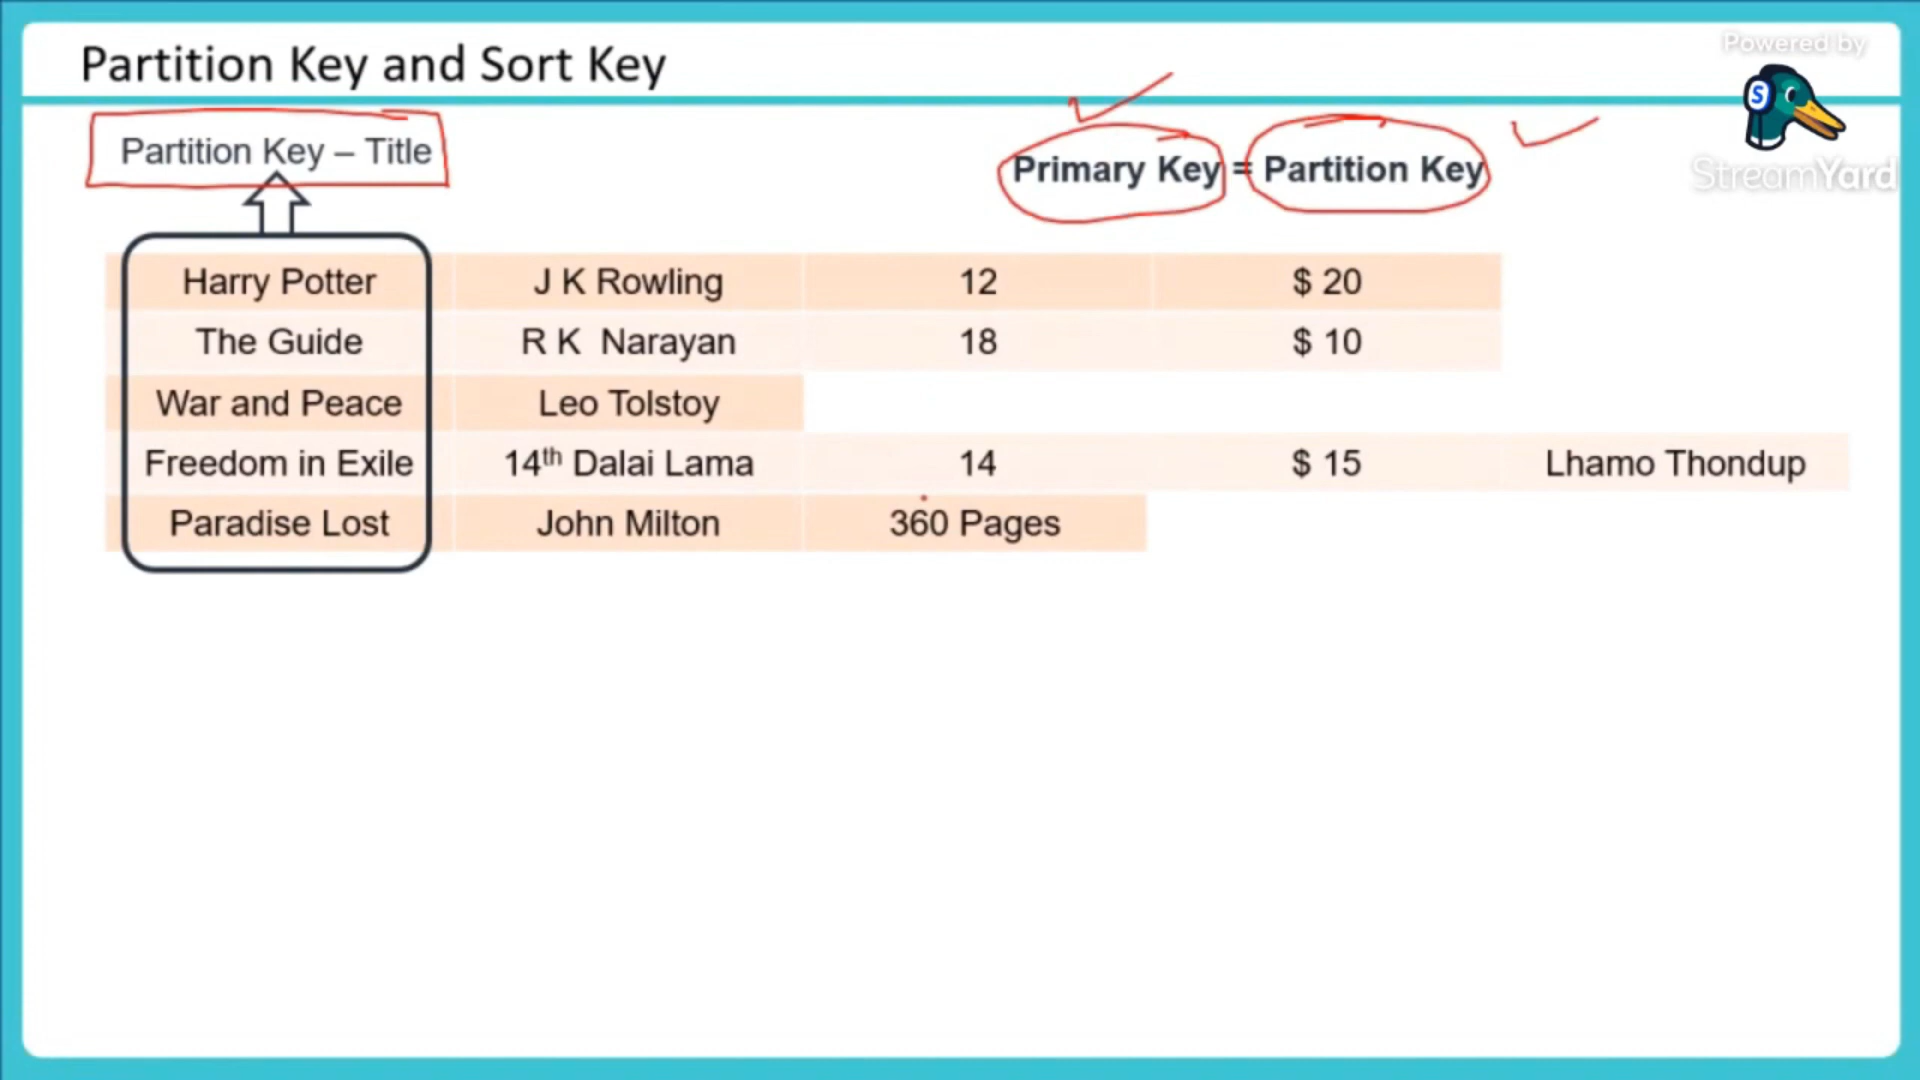 Partition Key and Sort Key
Powered by
S
StreamYard
Partition Key – Title
Primary Key = Partition Key
Harry Potter J K Rowling 12 $ 20
The Guide R K Narayan 18 $ 10
War and Peace Leo Tolstoy
Freedom in Exile 14th Dalai Lama 14 $ 15 Lhamo Thondup
Paradise Lost John Milton 360 Pages